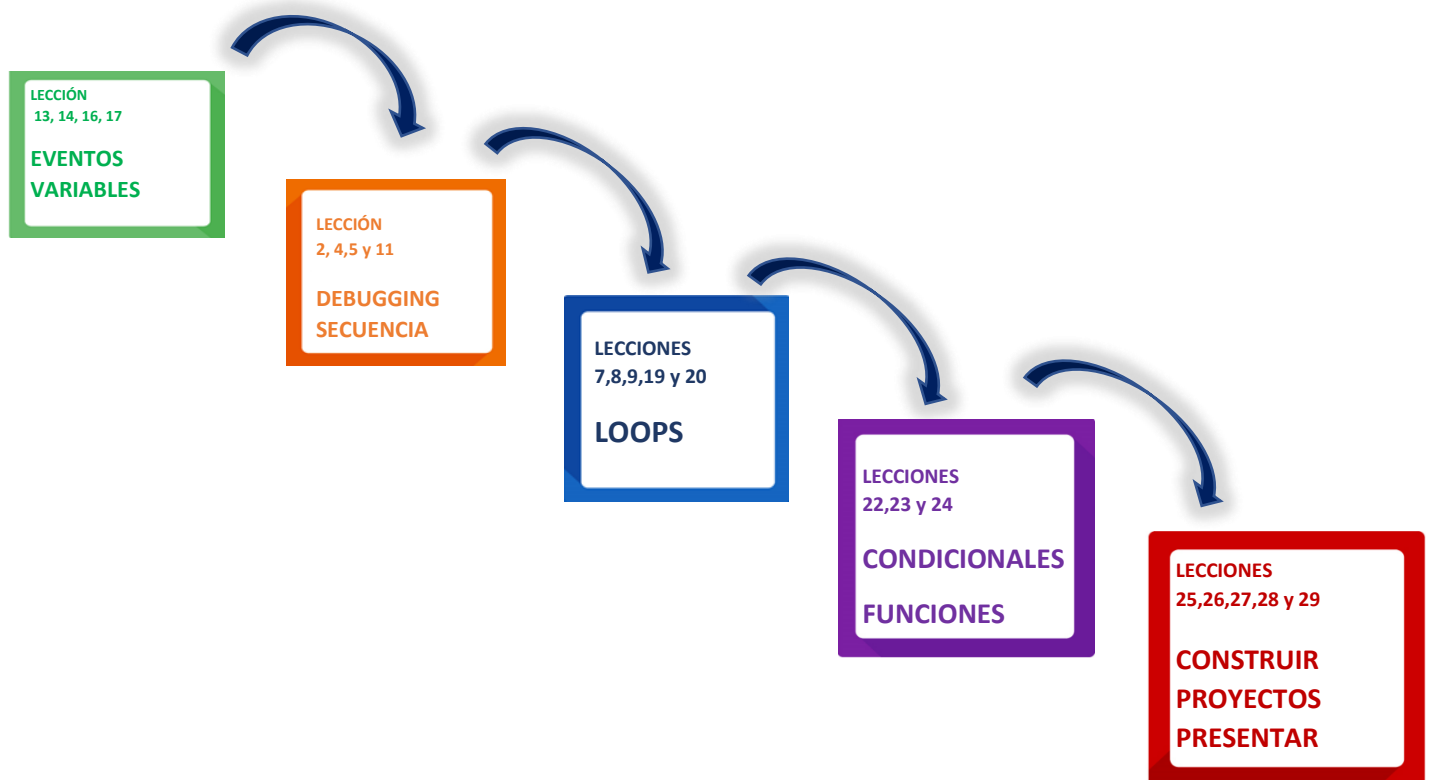 LECCIÓN
13, 14, 16, 17
EVENTOS
VARIABLES
LECCIÓN
2, 4,5 y 11
DEBUGGING
SECUENCIA
LECCIONES
7,8,9,19 y 20
LOOPS
LECCIONES
22,23 y 24
CONDICIONALES
FUNCIONES
LECCIONES
25,26,27,28 y 29
CONSTRUIR
PROYECTOS
PRESENTAR